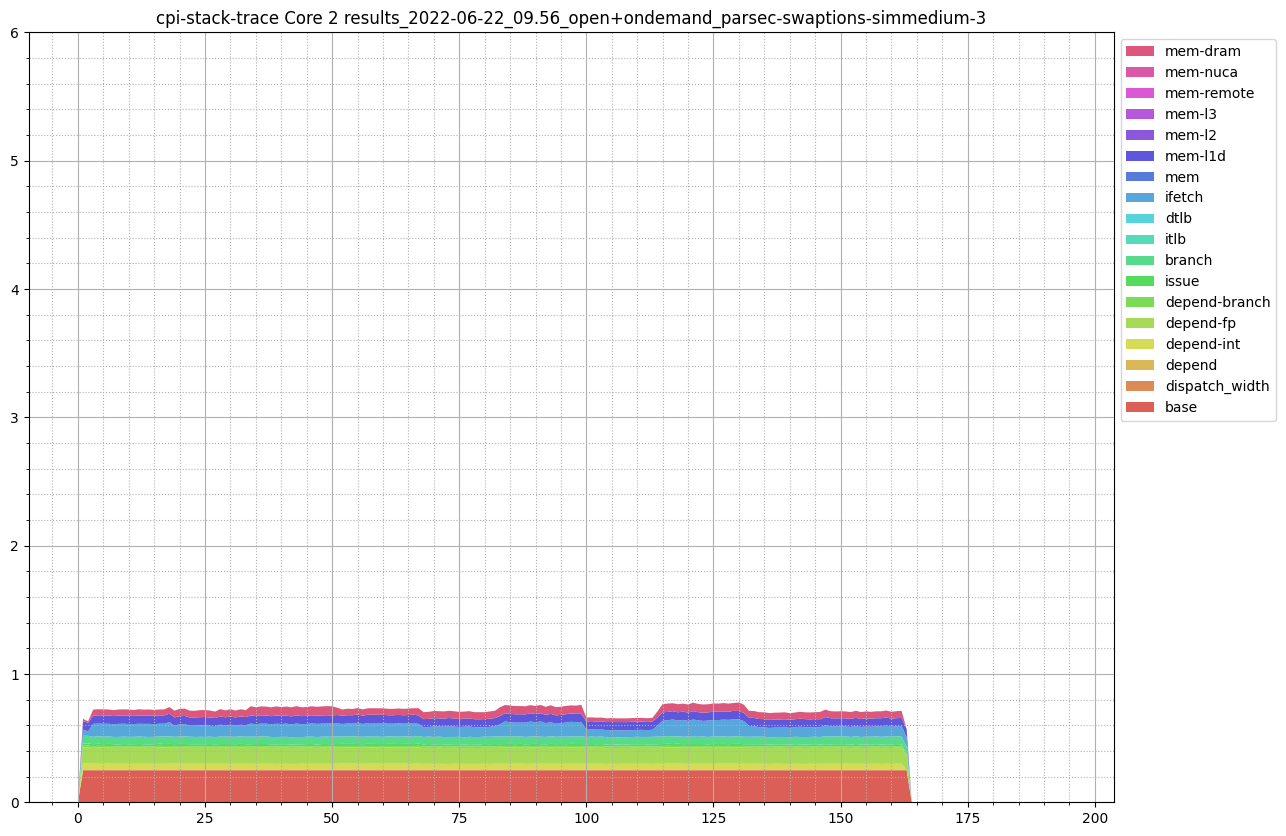 cpi-stack-trace Core 2 results_2022-06-22_09.56_open+ondemand_parsec-swaptions-simmedium-3
6
5
4
3
2
1
0
0 25 50 75 100 125 150 175 200
mem-dram
mem-nuca
mem-remote
mem-l3
mem-l2
mem-l1d
mem
ifetch
dtlb
itlb
branch
issue
depend-branch
depend-fp
depend-int
depend
dispatch_width
base